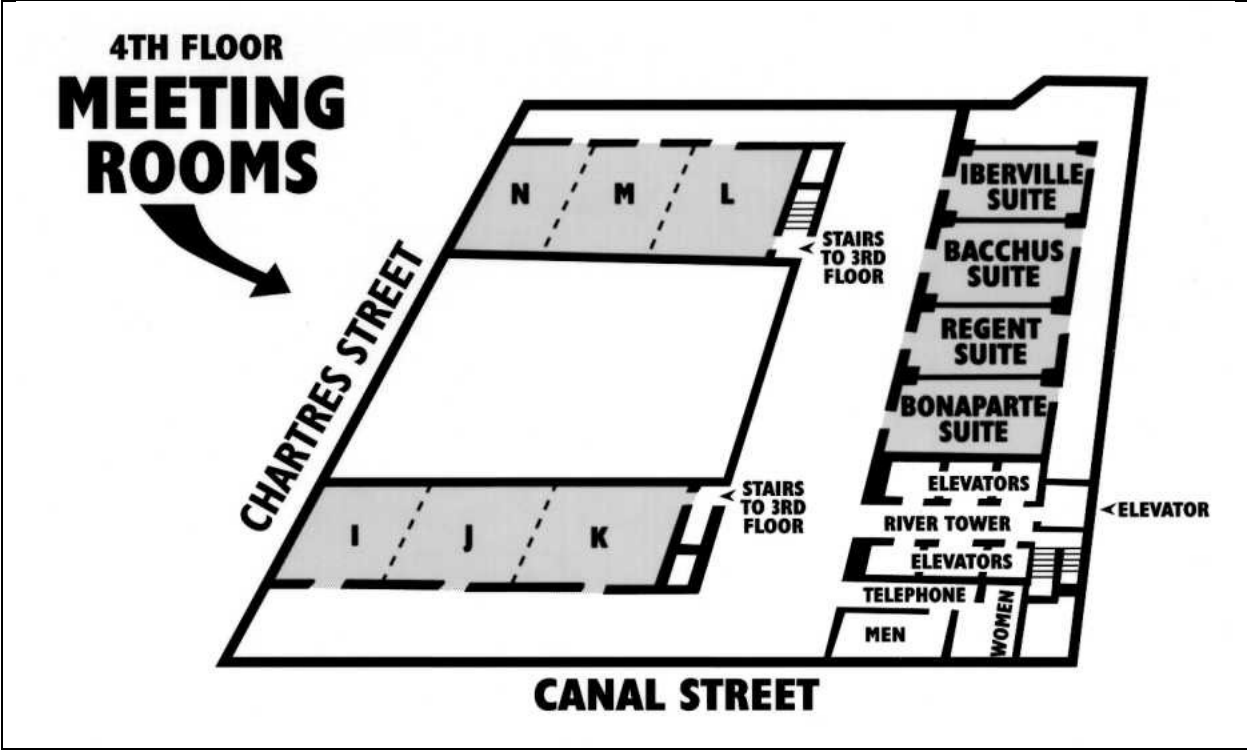 4TH FLOOR
MEETING
ROOMS
CHARTRES STREET
N
M
L
STAIRS
TO 3RD
FLOOR
IBERVILLE
SUITE
BACCHUS
SUITE
REGENT
SUITE
BONAPARTE
SUITE
I
J
K
STAIRS
TO 3RD
FLOOR
ELEVATORS
RIVER TOWER
ELEVATOR
ELEVATORS
TELEPHONE
MEN
WOMEN
CANAL STREET